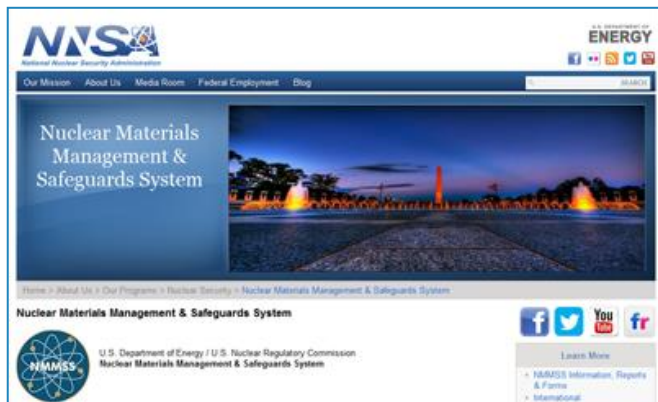 NNSA
National Nuclear Security Administration
U.S. DEPARTMENT OF
ENERGY
Our Mission About Us Media Room Federal Employment Blog
SEARCH
Nuclear Materials
Management &
Safeguards System
Home > About Us > Our Programs > Nuclear Security > Nuclear Materials Management & Safeguards System
Nuclear Materials Management & Safeguards System
You
Tube
fr
U.S. Department of Energy / U.S. Nuclear Regulatory Commission
Nuclear Materials Management & Safeguards System
NMMSS
Learn More
NMMSS Information, Reports
& Forms
International